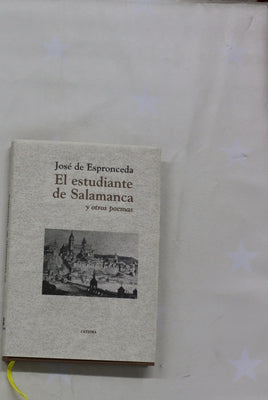 José de Espronceda
El estudiante
de Salamanca
y otros poemas
CÁTEDRA